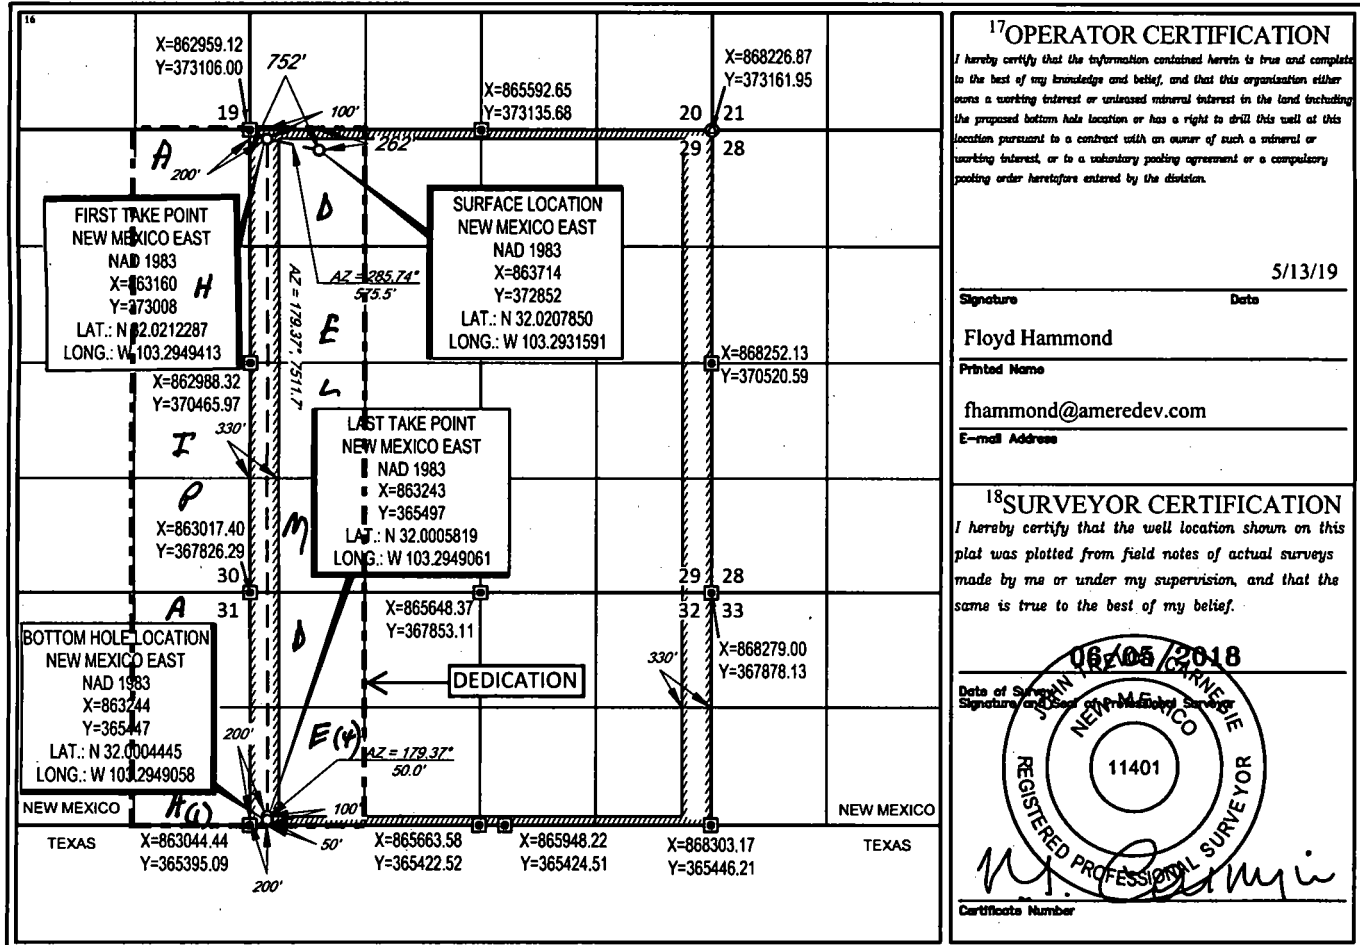 16
X=862959.12
Y=373106.00
752'
X=865592.65
Y=373135.68
X=868226.87
Y=373161.95
19
100'
20 21
29 28
262'
A
200'
D
FIRST TAKE POINT
NEW MEXICO EAST
NAD 1983
X=863160
Y=373008
LAT.: N 32.0212287
LONG.: W 103.2949413
H
SURFACE LOCATION
NEW MEXICO EAST
NAD 1983
X=863714
Y=372852
LAT.: N 32.0207850
LONG.: W 103.2931591
AZ = 285.74°
575.5'
AZ = 179.37°, 7511.7'
E
L
X=862988.32
Y=370465.97
X=868252.13
Y=370520.59
330'
I
P
M
LAST TAKE POINT
NEW MEXICO EAST
NAD 1983
X=863243
Y=365497
LAT.: N 32.0005819
LONG.: W 103.2949061
X=863017.40
Y=367826.29
30
31
A
29 28
32 33
X=865648.37
Y=367853.11
X=868279.00
Y=367878.13
D
BOTTOM HOLE LOCATION
NEW MEXICO EAST
NAD 1983
X=863244
Y=365447
LAT.: N 32.0004445
LONG.: W 103.2949058
DEDICATION
330'
200'
E (4)
AZ = 179.37°
50.0'
NEW MEXICO
A(1)
100'
NEW MEXICO
TEXAS
50'
200'
TEXAS
X=863044.44
Y=365395.09
X=865663.58
Y=365422.52
X=865948.22
Y=365424.51
X=868303.17
Y=365446.21
17 OPERATOR CERTIFICATION
I hereby certify that the information contained herein is true and complete
to the best of my knowledge and belief, and that this organization either
owns a working interest or unleased mineral interest in the land including
the proposed bottom hole location or has a right to drill this well at this
location pursuant to a contract with an owner of such a mineral or
working interest, or to a voluntary pooling agreement or a compulsory
pooling order heretofore entered by the division.
5/13/19
Signature Date
Floyd Hammond
Printed Name
fhammond@ameredev.com
E-mail Address
18 SURVEYOR CERTIFICATION
I hereby certify that the well location shown on this
plat was plotted from field notes of actual surveys
made by me or under my supervision, and that the
same is true to the best of my belief.
06/05/2018
Date of Survey
Signature and Seal of Professional Surveyor
JOHN TREVOR CARNEGIE
NEW MEXICO
11401
REGISTERED PROFESSIONAL SURVEYOR
Certificate Number